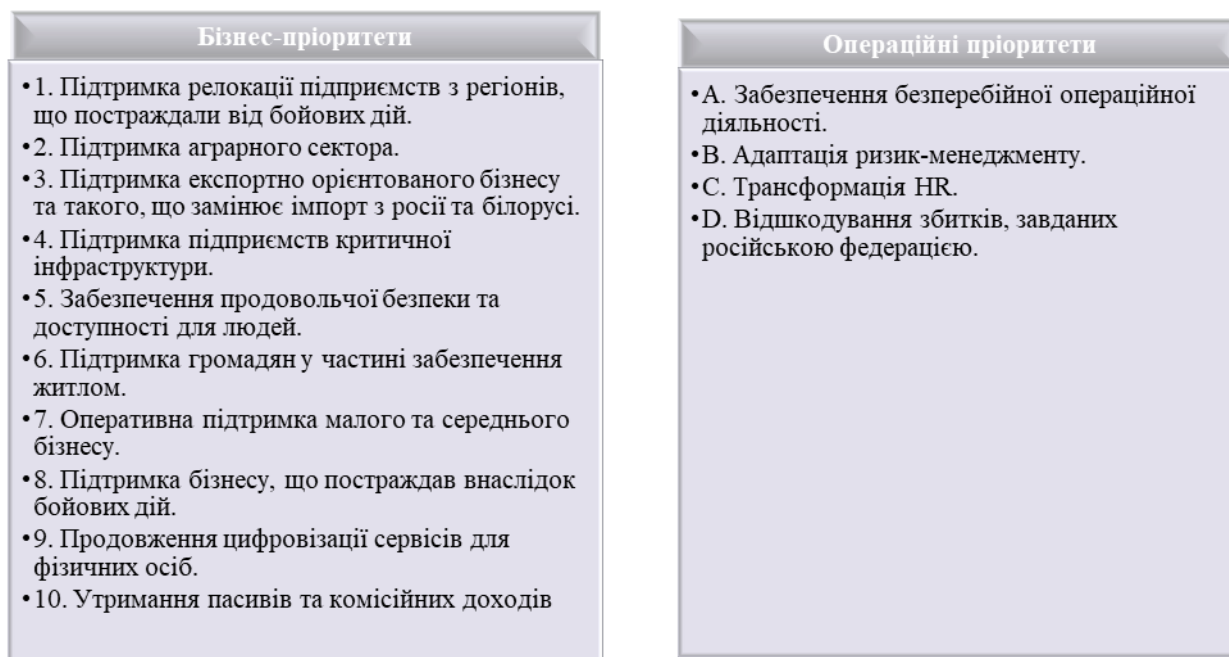 Бізнес-пріоритети
•1. Підтримка релокації підприємств з регіонів,
що постраждали від бойових дій.
•2. Підтримка аграрного сектора.
•3. Підтримка експортно орієнтованого бізнесу
та такого, що замінює імпорт з росії та білорусі.
•4. Підтримка підприємств критичної
інфраструктури.
•5. Забезпечення продовольчої безпеки та
доступності для людей.
•6. Підтримка громадян у частині забезпечення
житлом.
•7. Оперативна підтримка малого та середнього
бізнесу.
•8. Підтримка бізнесу, що постраждав внаслідок
бойових дій.
•9. Продовження цифровізації сервісів для
фізичних осіб.
•10. Утримання пасивів та комісійних доходів
Операційні пріоритети
•A. Забезпечення безперебійної операційної
діяльності.
•B. Адаптація ризик-менеджменту.
•C. Трансформація HR.
•D. Відшкодування збитків, завданих
російською федерацією.